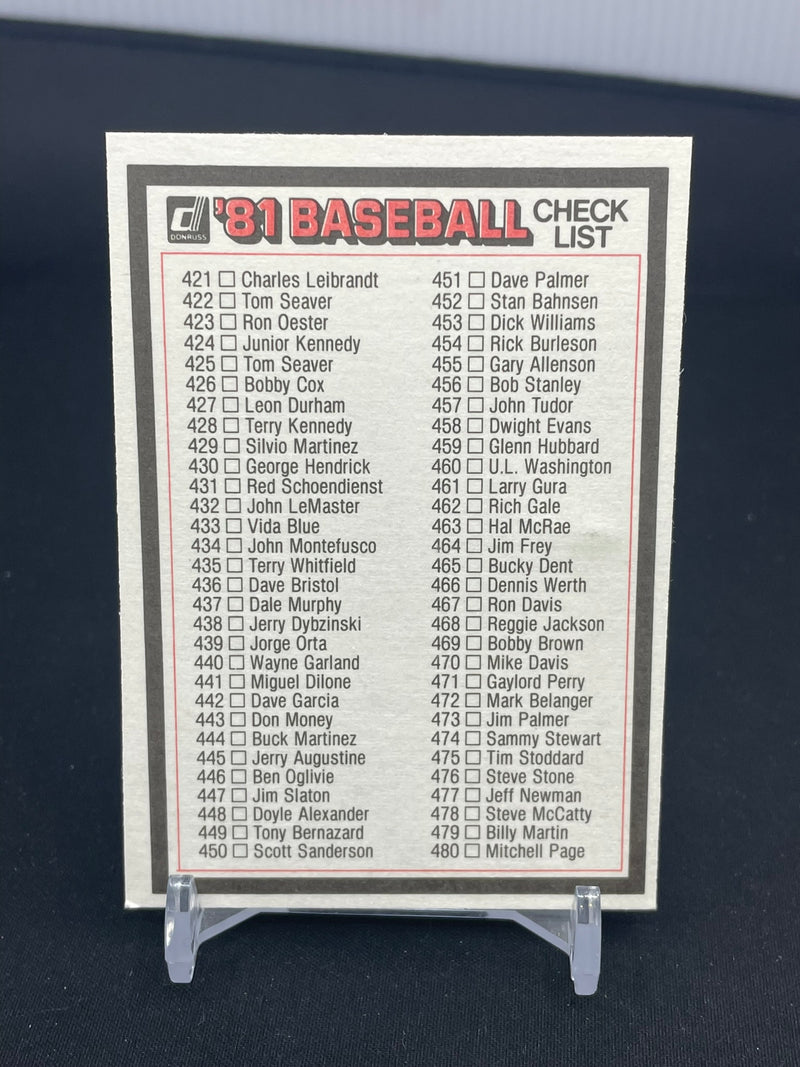 DONRUSS
'81 BASEBALL CHECK LIST
421 □ Charles Leibrandt
422 □ Tom Seaver
423 □ Ron Oester
424 □ Junior Kennedy
425 □ Tom Seaver
426 □ Bobby Cox
427 □ Leon Durham
428 □ Terry Kennedy
429 □ Silvio Martinez
430 □ George Hendrick
431 □ Red Schoendienst
432 □ John LeMaster
433 □ Vida Blue
434 □ John Montefusco
435 □ Terry Whitfield
436 □ Dave Bristol
437 □ Dale Murphy
438 □ Jerry Dybzinski
439 □ Jorge Orta
440 □ Wayne Garland
441 □ Miguel Dilone
442 □ Dave Garcia
443 □ Don Money
444 □ Buck Martinez
445 □ Jerry Augustine
446 □ Ben Oglivie
447 □ Jim Slaton
448 □ Doyle Alexander
449 □ Tony Bernazard
450 □ Scott Sanderson
451 □ Dave Palmer
452 □ Stan Bahnsen
453 □ Dick Williams
454 □ Rick Burleson
455 □ Gary Allenson
456 □ Bob Stanley
457 □ John Tudor
458 □ Dwight Evans
459 □ Glenn Hubbard
460 □ U.L. Washington
461 □ Larry Gura
462 □ Rich Gale
463 □ Hal McRae
464 □ Jim Frey
465 □ Bucky Dent
466 □ Dennis Werth
467 □ Ron Davis
468 □ Reggie Jackson
469 □ Bobby Brown
470 □ Mike Davis
471 □ Gaylord Perry
472 □ Mark Belanger
473 □ Jim Palmer
474 □ Sammy Stewart
475 □ Tim Stoddard
476 □ Steve Stone
477 □ Jeff Newman
478 □ Steve McCatty
479 □ Billy Martin
480 □ Mitchell Page